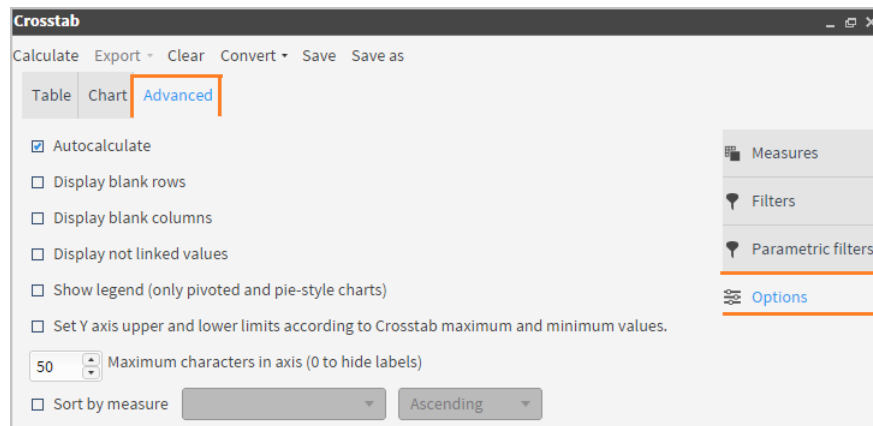 Crosstab
Calculate Export Clear Convert Save Save as
Table Chart Advanced
Autocalculate
Display blank rows
Display blank columns
Display not linked values
Show legend (only pivoted and pie-style charts)
Set Y axis upper and lower limits according to Crosstab maximum and minimum values.
50 Maximum characters in axis (0 to hide labels)
Sort by measure Ascending
Measures
Filters
Parametric filters
Options